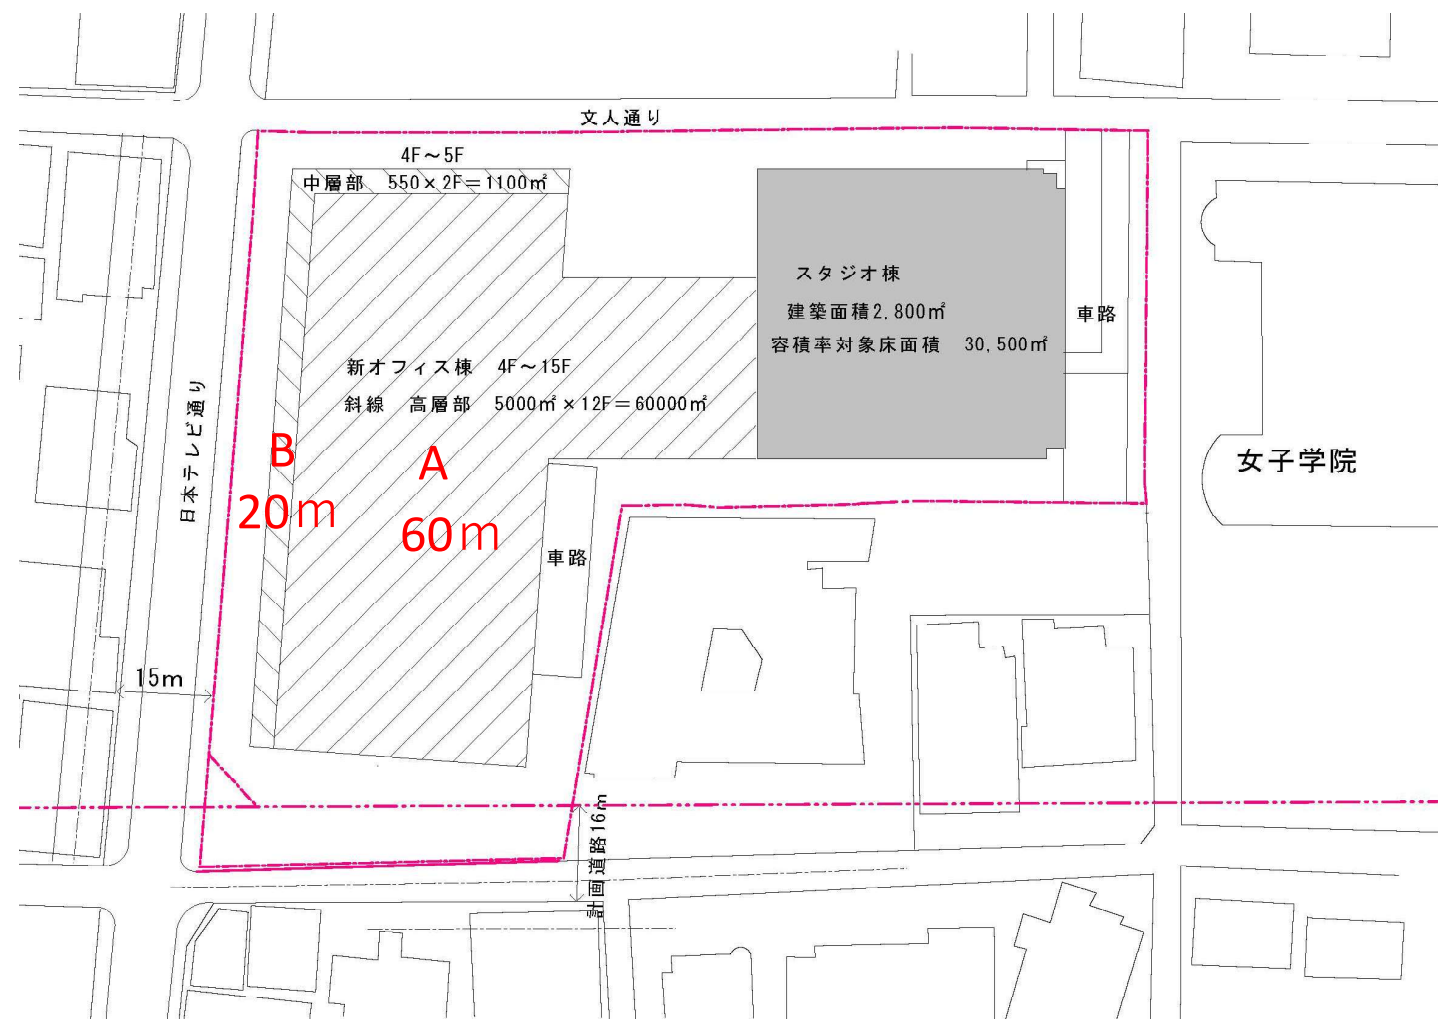 文人通り
4F～5F
中層部　550×2F＝1100㎡
スタジオ棟
建築面積2,800㎡
容積率対象床面積　30,500㎡
車路
新オフィス棟　4F～15F
斜線　高層部　5000㎡×12F＝60000㎡
日本テレビ通り
B
20m
A
60m
女子学院
車路
15m
計画道路16m